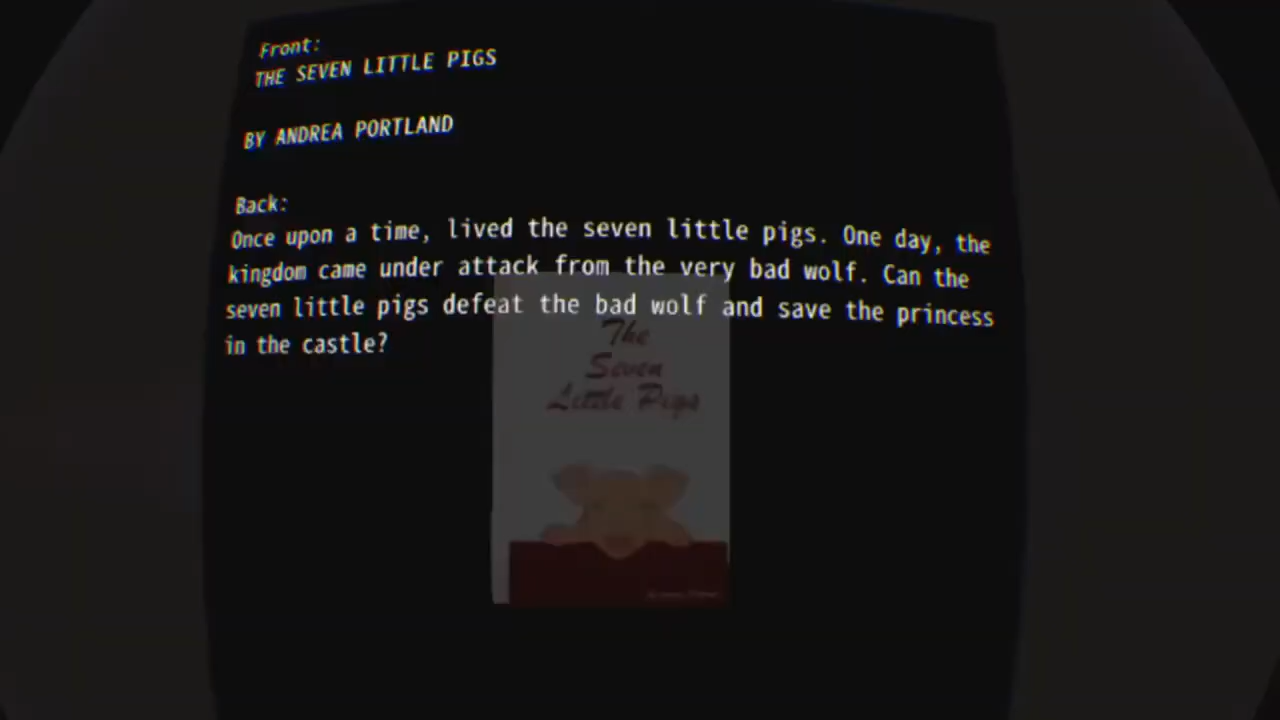 Front:
THE SEVEN LITTLE PIGS
BY ANDREA PORTLAND
Back:
Once upon a time, lived the seven little pigs. One day, the
kingdom came under attack from the very bad wolf. Can the
seven little pigs defeat the bad wolf and save the princess
in the castle?
The
Seven
Little Pigs